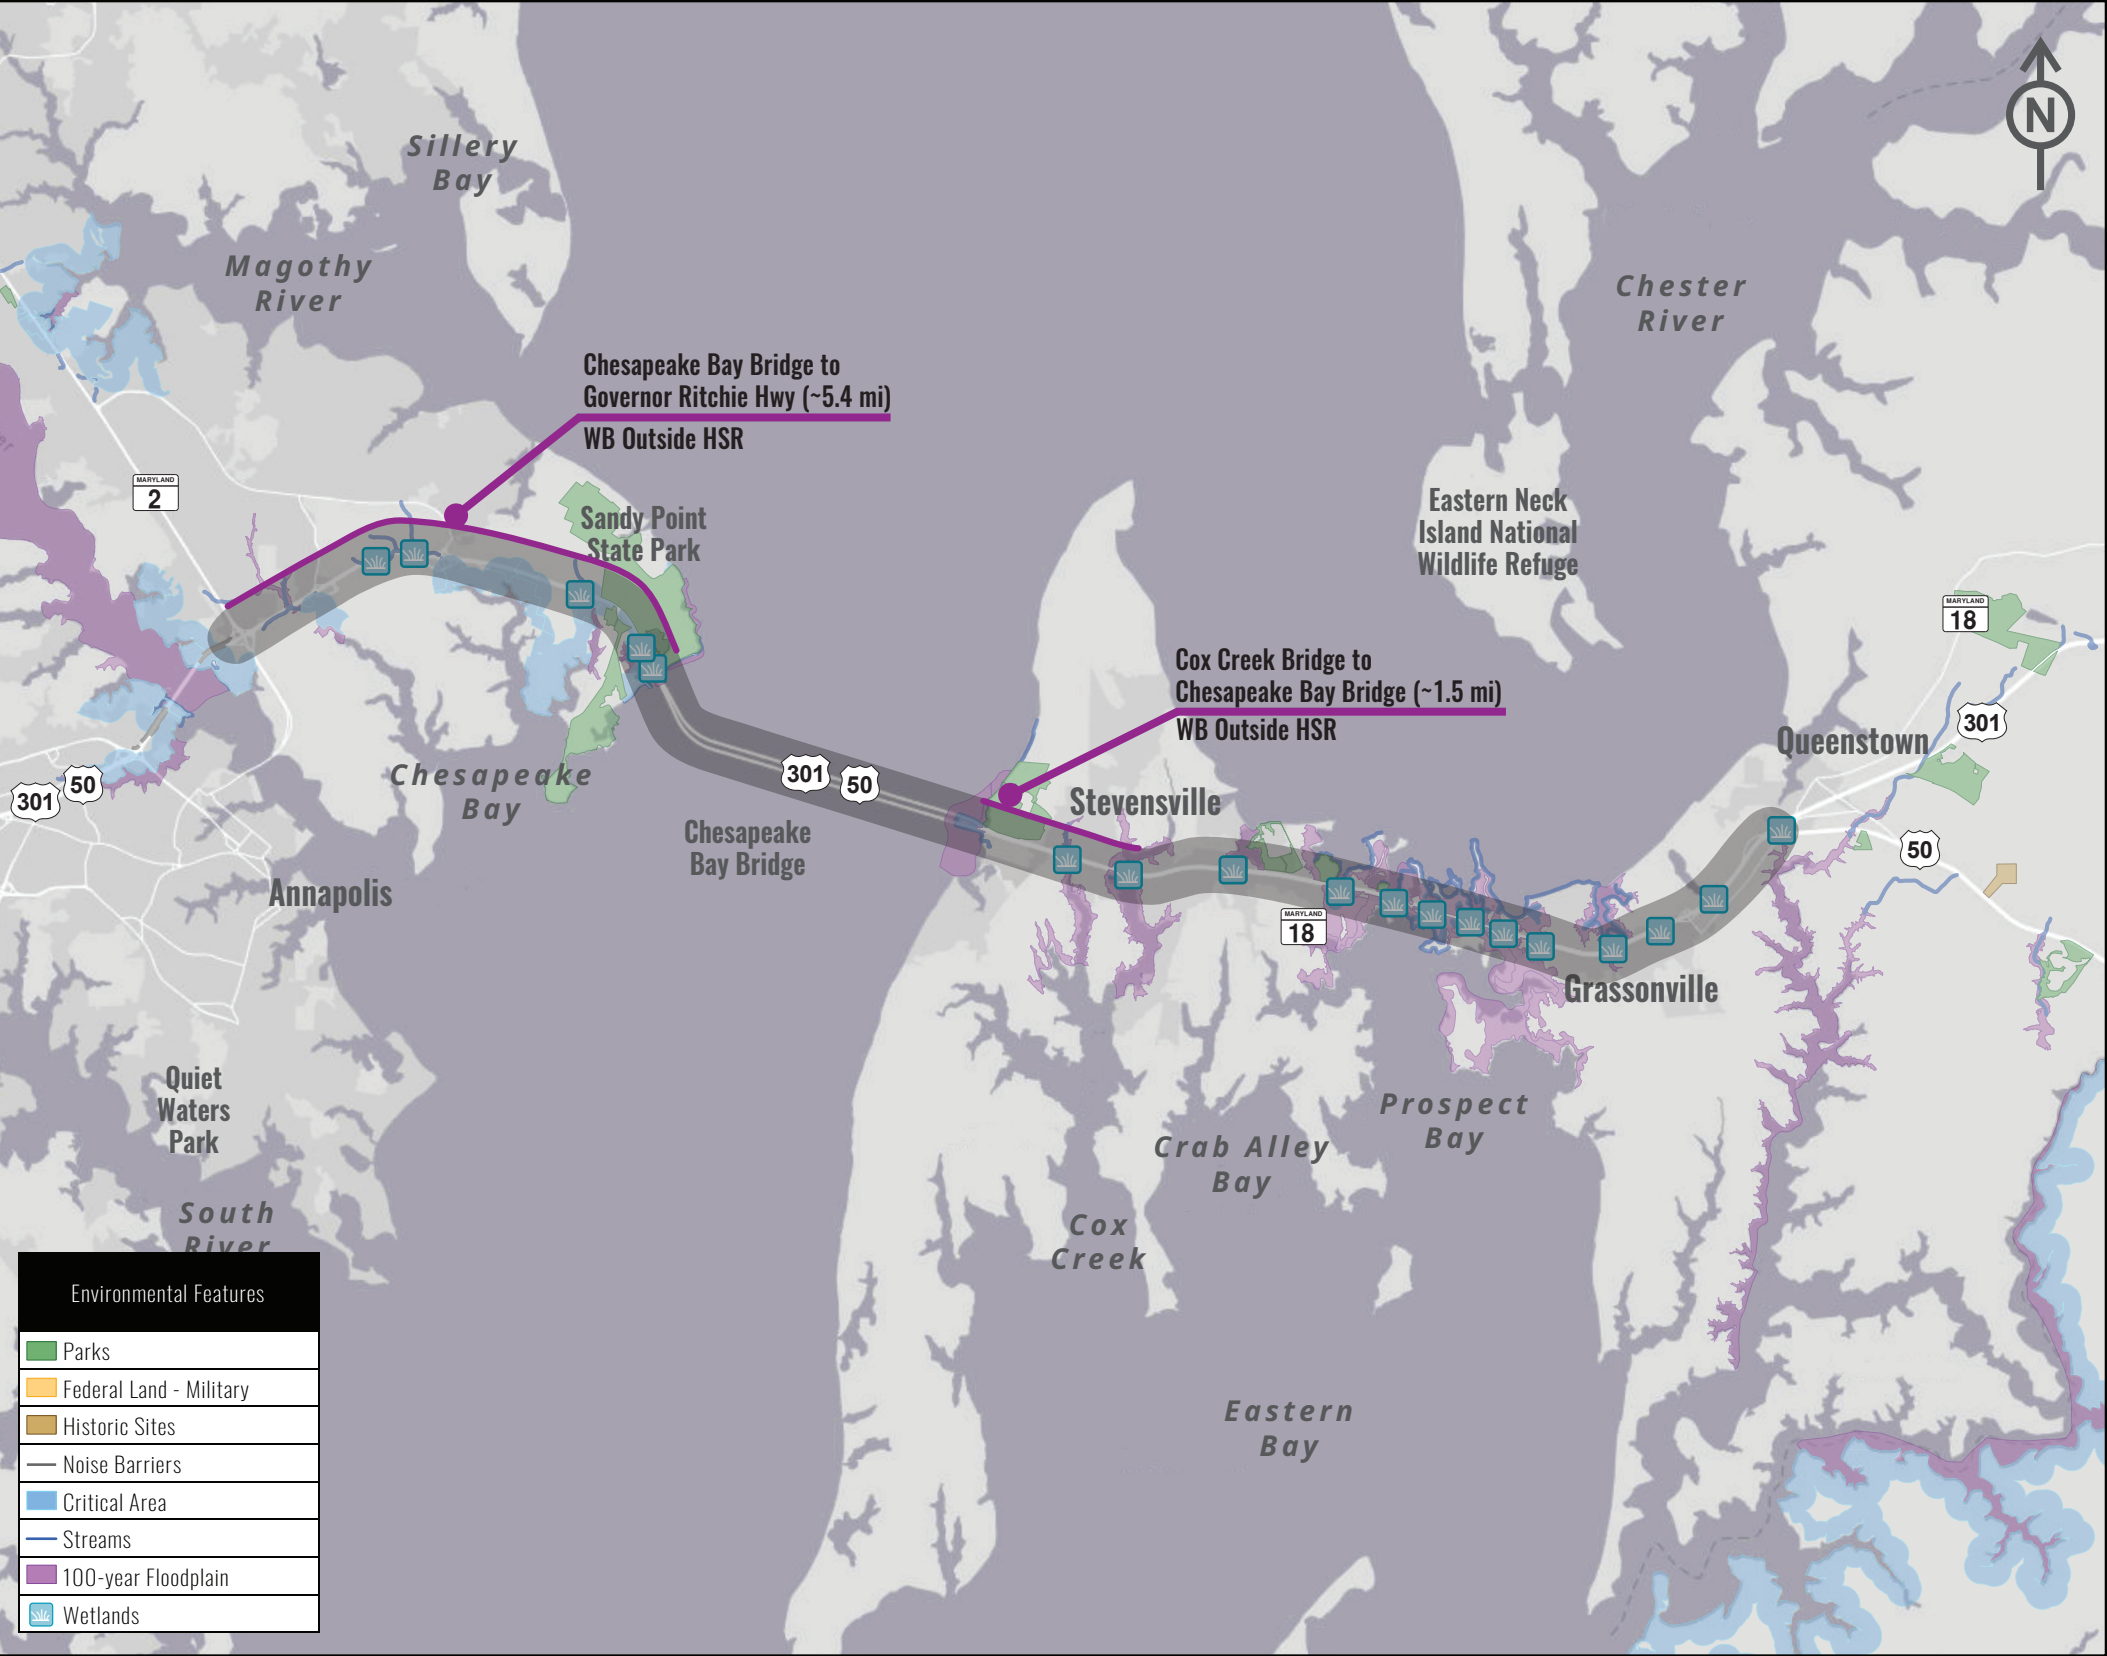 N
Sillery
Bay
Magothy
River
Chester
River
Chesapeake Bay Bridge to
Governor Ritchie Hwy (~5.4 mi)
WB Outside HSR
MARYLAND
2
Sandy Point
State Park
Eastern Neck
Island National
Wildlife Refuge
MARYLAND
18
Cox Creek Bridge to
Chesapeake Bay Bridge (~1.5 mi)
WB Outside HSR
301
Queenstown
301
50
301
50
Chesapeake
Bay
Stevensville
Chesapeake
Bay Bridge
50
Annapolis
MARYLAND
18
Grassonville
Quiet
Waters
Park
Prospect
Bay
Crab Alley
Bay
South
River
Cox
Creek
Eastern
Bay
Environmental Features
Parks
Federal Land - Military
Historic Sites
Noise Barriers
Critical Area
Streams
100-year Floodplain
Wetlands